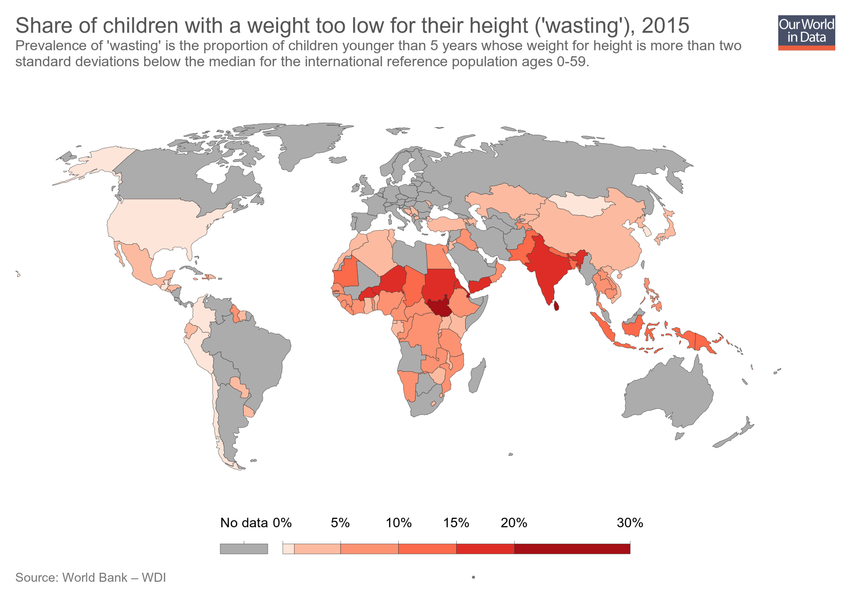 Share of children with a weight too low for their height ('wasting'), 2015
Our World
in Data
Prevalence of 'wasting' is the proportion of children younger than 5 years whose weight for height is more than two
standard deviations below the median for the international reference population ages 0-59.
No data 0% 5% 10% 15% 20% 30%
Source: World Bank – WDI